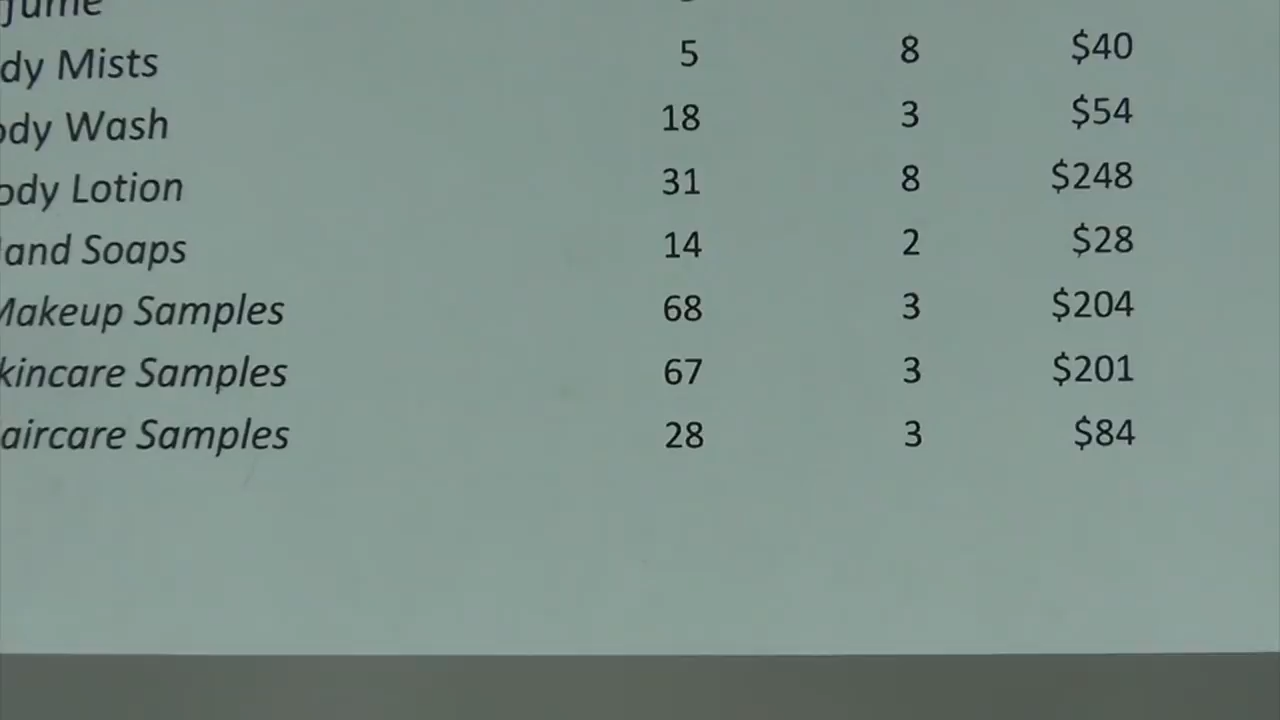 dy Mists 5 8 $40
ody Wash 18 3 $54
ody Lotion 31 8 $248
and Soaps 14 2 $28
Makeup Samples 68 3 $204
kincare Samples 67 3 $201
aircare Samples 28 3 $84